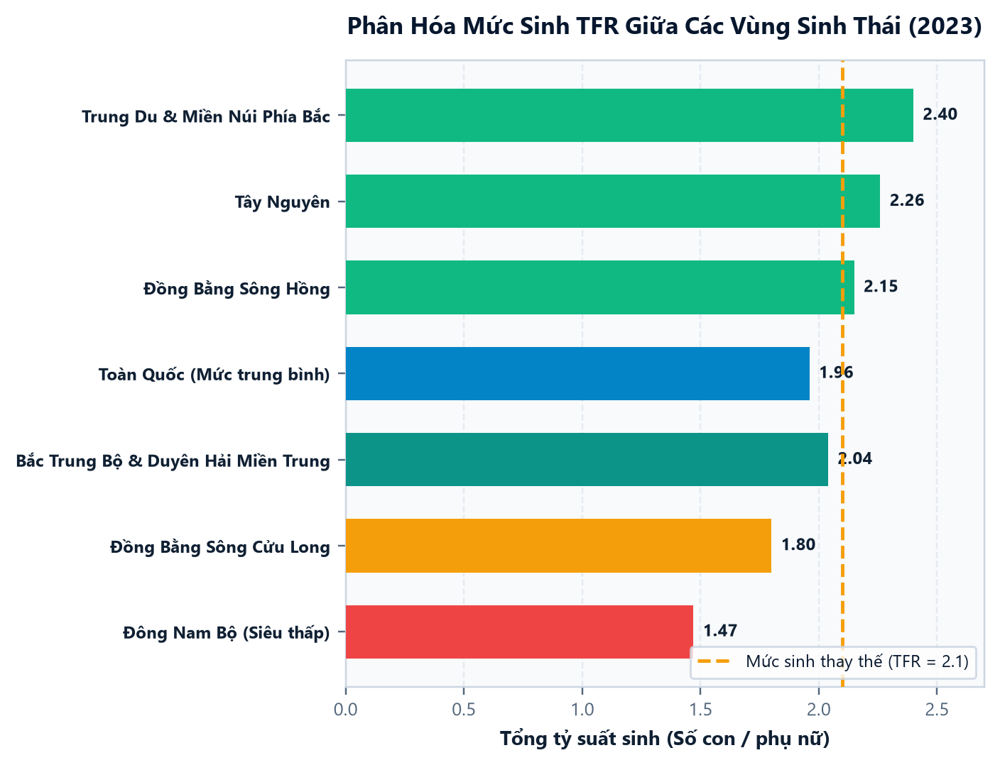 Phân Hóa Mức Sinh TFR Giữa Các Vùng Sinh Thái (2023)
Trung Du & Miền Núi Phía Bắc
2.40
Tây Nguyên
2.26
Đồng Bằng Sông Hồng
2.15
Toàn Quốc (Mức trung bình)
1.96
Bắc Trung Bộ & Duyên Hải Miền Trung
2.04
Đồng Bằng Sông Cửu Long
1.80
Đông Nam Bộ (Siêu thấp)
1.47
Mức sinh thay thế (TFR = 2.1)
0.0 0.5 1.0 1.5 2.0 2.5
Tổng tỷ suất sinh (Số con / phụ nữ)